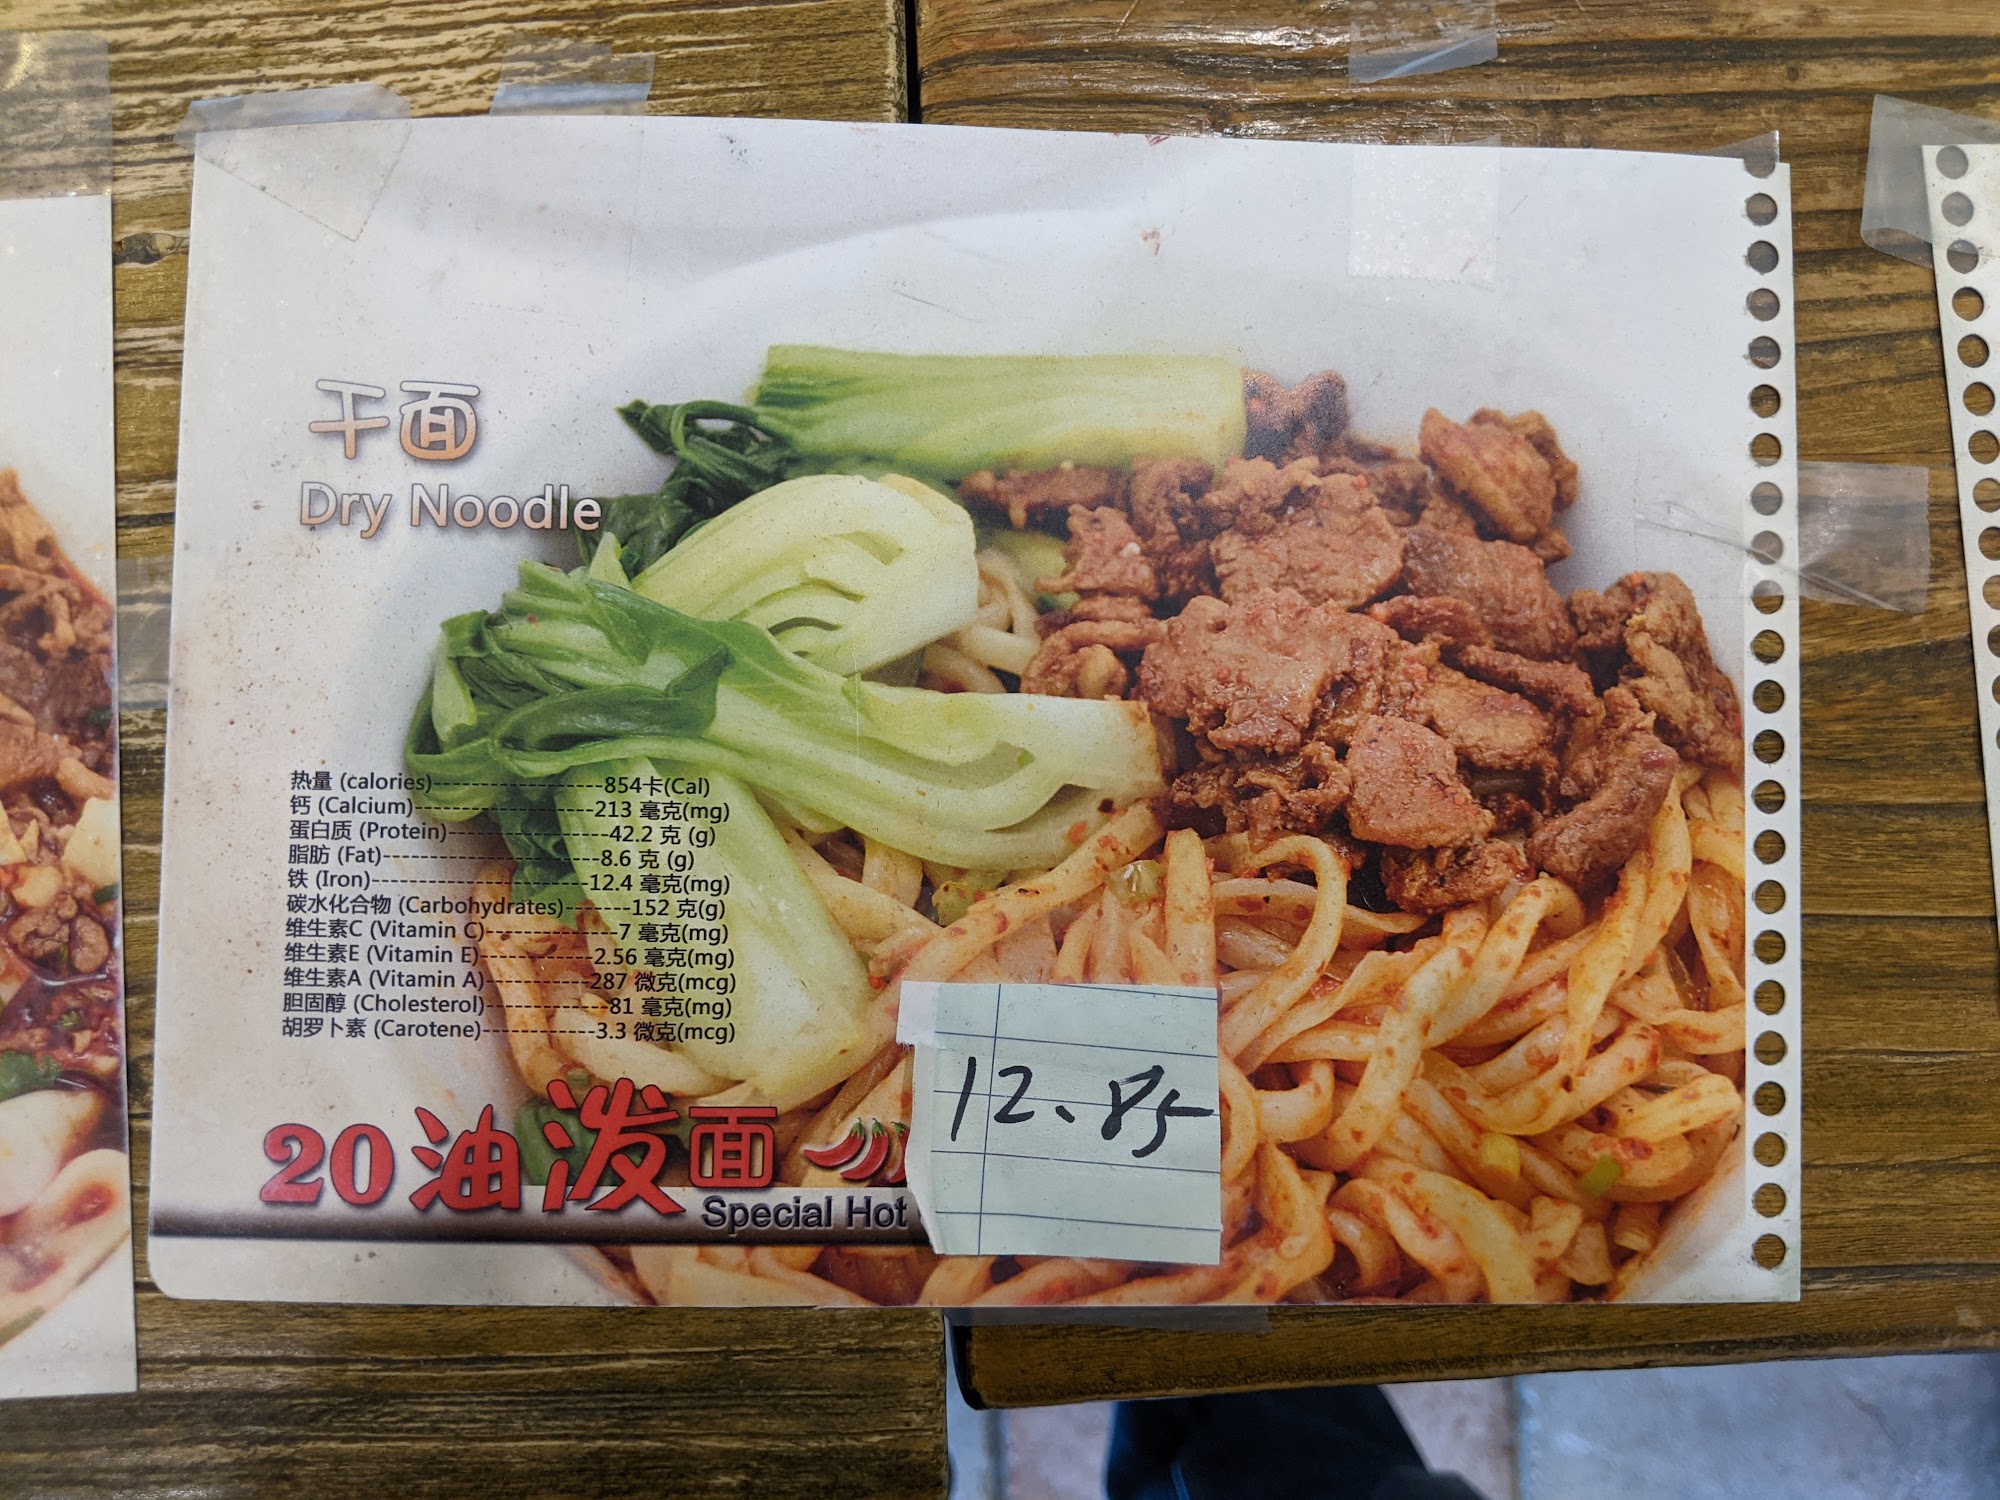 干面
Dry Noodle
热量 (calories)------------------854卡(Cal)
钙 (Calcium)-------------------213 毫克(mg)
蛋白质 (Protein)-----------------42.2 克 (g)
脂肪 (Fat)-----------------------8.6 克 (g)
铁 (Iron)-----------------------12.4 毫克(mg)
碳水化合物 (Carbohydrates)-------152 克(g)
维生素C (Vitamin C)--------------7 毫克(mg)
维生素E (Vitamin E)------------2.56 毫克(mg)
维生素A (Vitamin A)-----------287 微克(mcg)
胆固醇 (Cholesterol)-------------81 毫克(mg)
胡罗卜素 (Carotene)------------3.3 微克(mcg)
20 油泼面
12.85
Special Hot